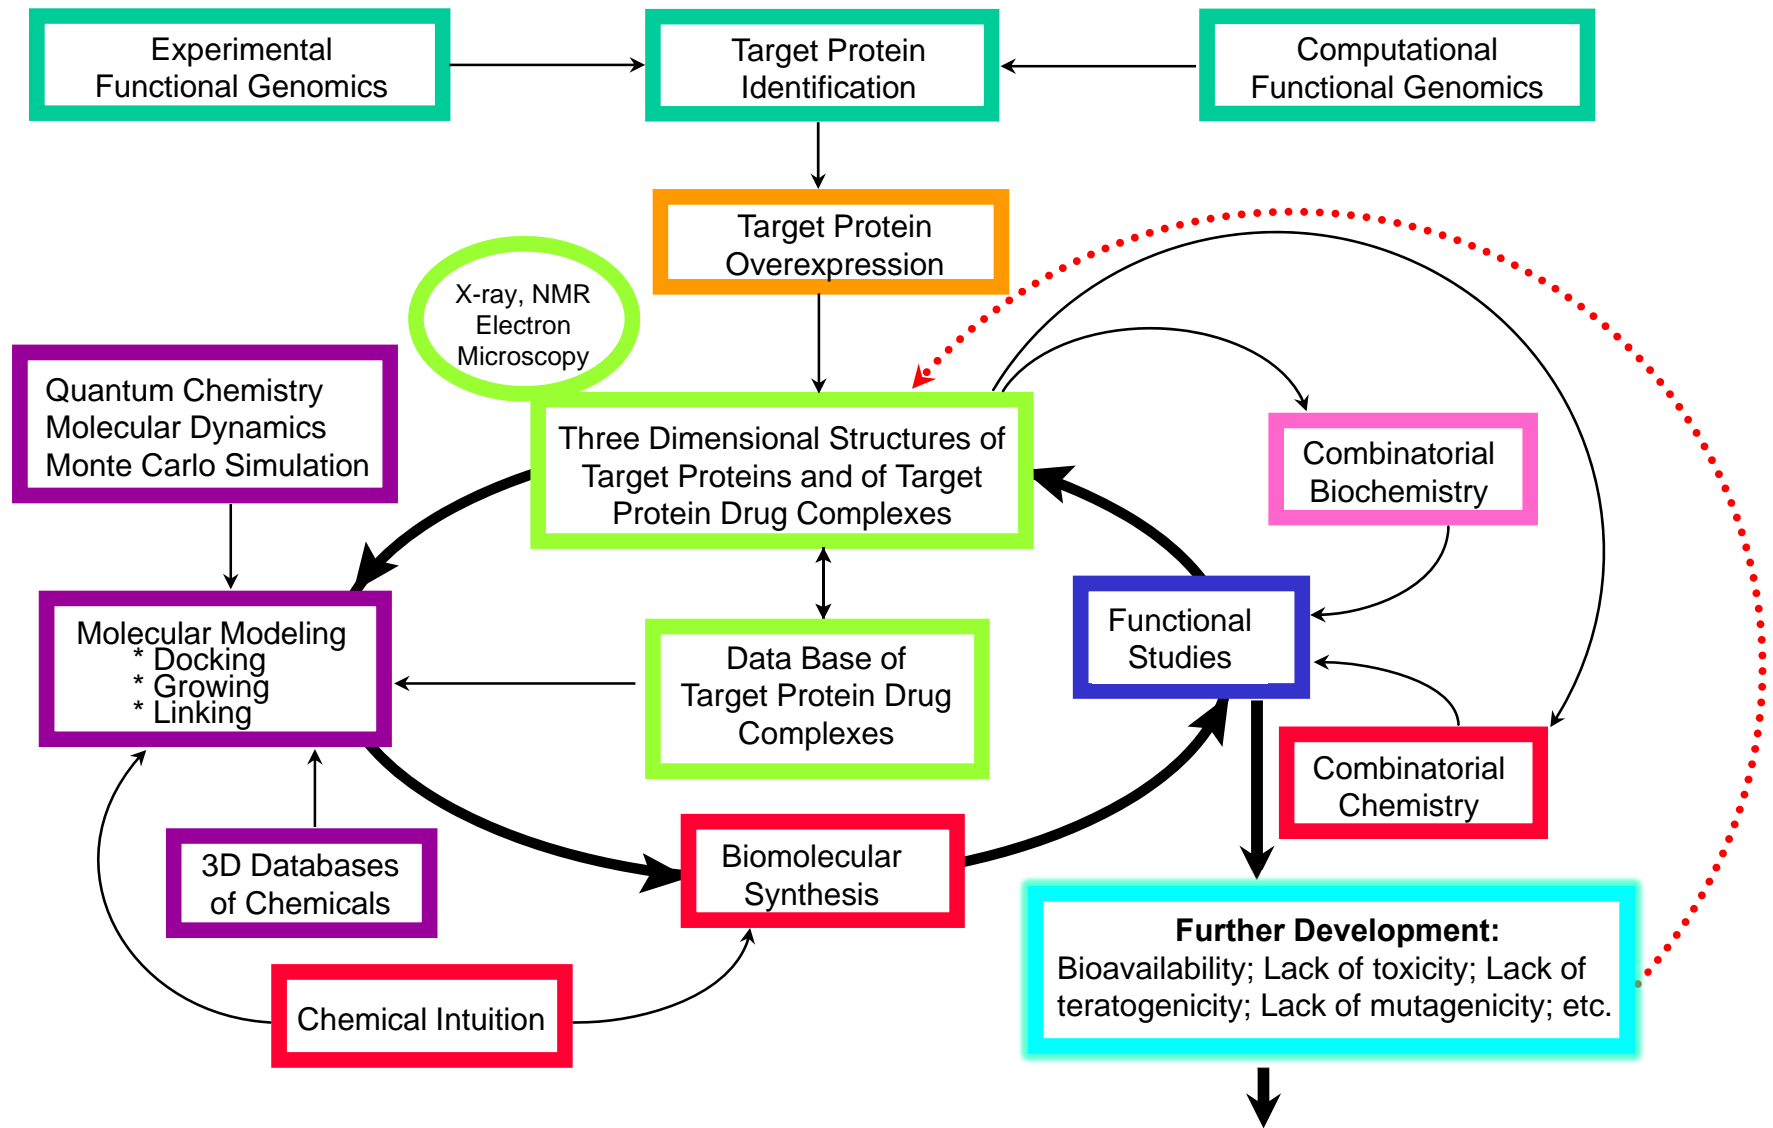 Experimental
Functional Genomics
Target Protein
Identification
Computational
Functional Genomics
Target Protein
Overexpression
X-ray, NMR
Electron
Microscopy
Quantum Chemistry
Molecular Dynamics
Monte Carlo Simulation
Three Dimensional Structures of
Target Proteins and of Target
Protein Drug Complexes
Combinatorial
Biochemistry
Molecular Modeling
* Docking
* Growing
* Linking
Data Base of
Target Protein Drug
Complexes
Functional
Studies
Combinatorial
Chemistry
3D Databases
of Chemicals
Biomolecular
Synthesis
Chemical Intuition
Further Development:
Bioavailability; Lack of toxicity; Lack of
teratogenicity; Lack of mutagenicity; etc.